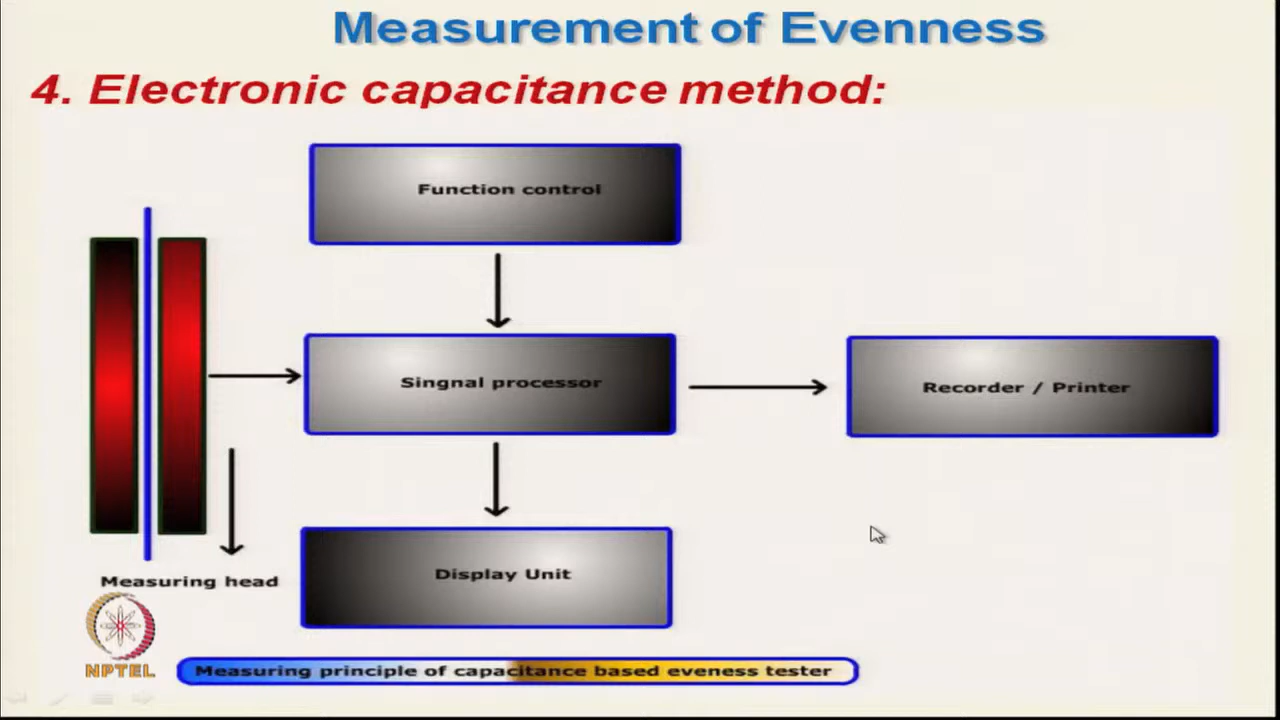 Measurement of Evenness
4. Electronic capacitance method:
Function control
Singnal processor
Recorder / Printer
Display Unit
Measuring head
NPTEL
Measuring principle of capacitance based eveness tester